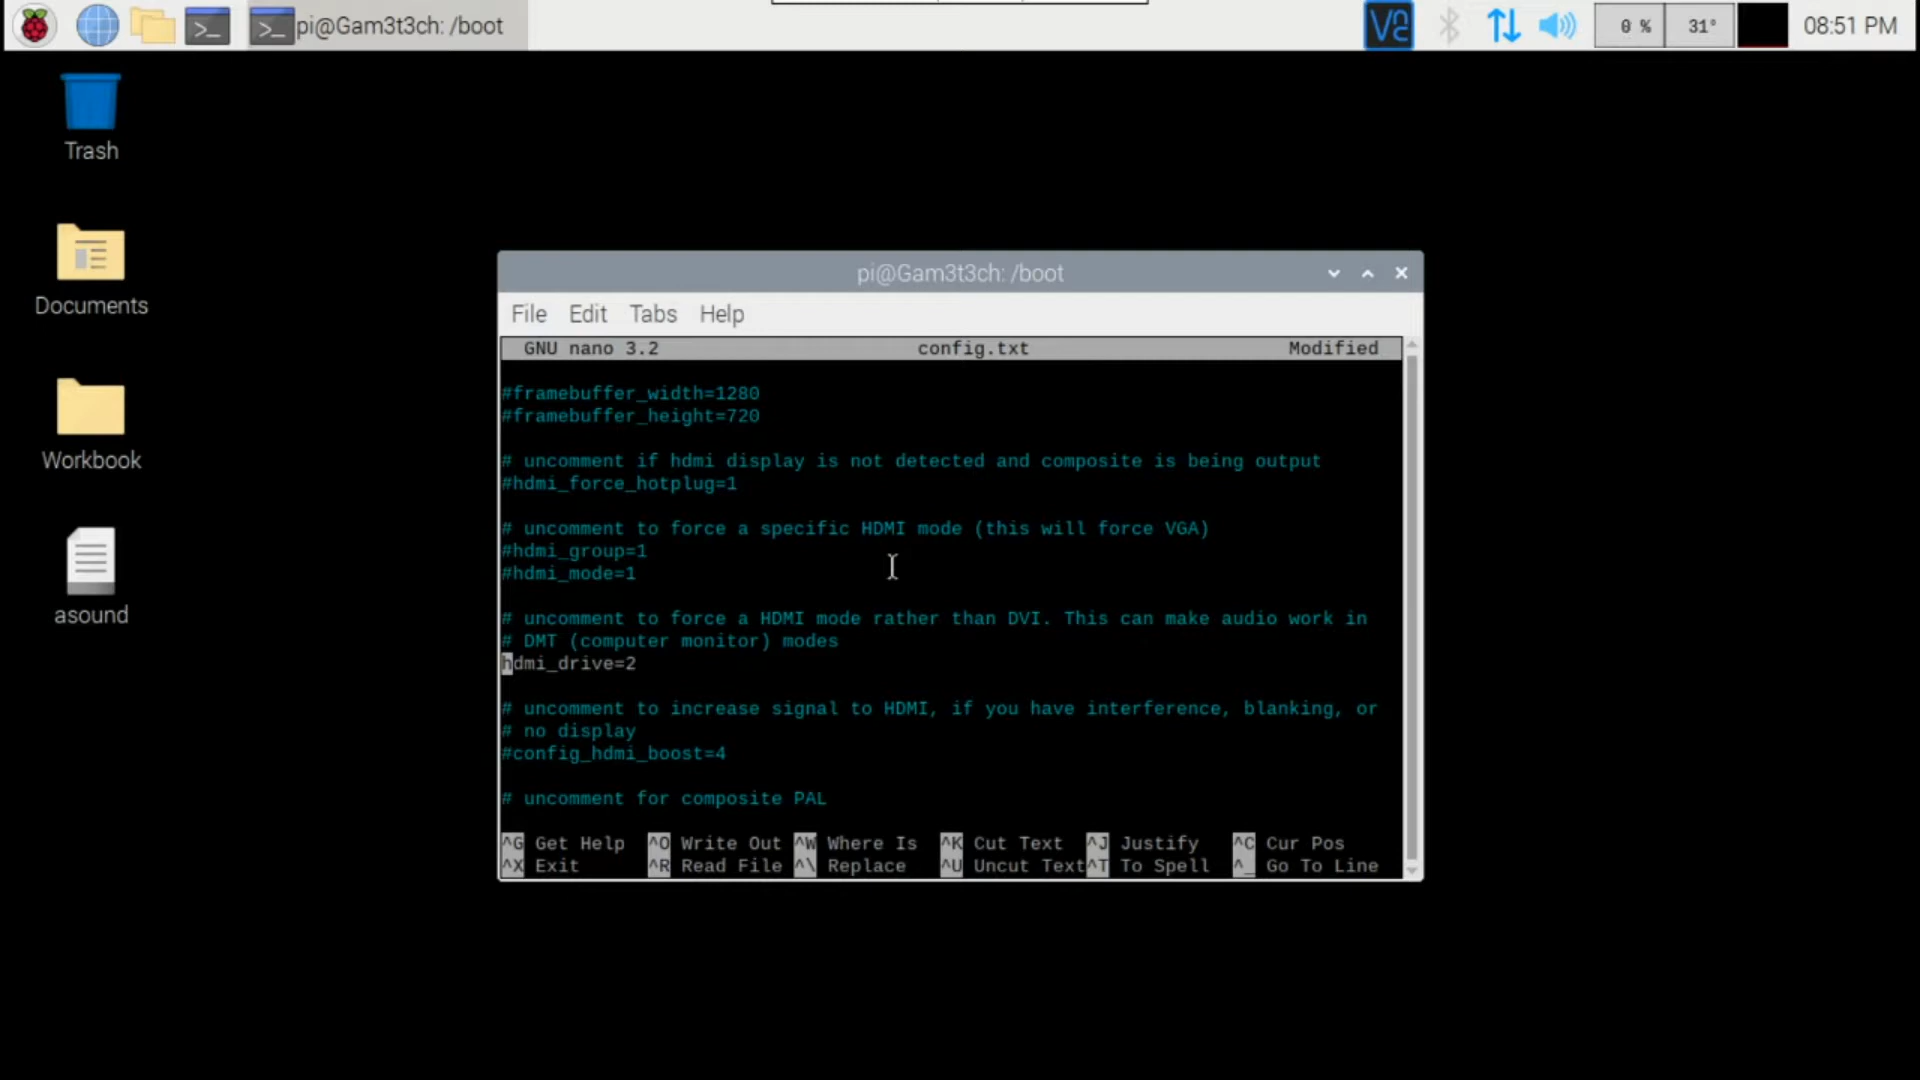 pi@Gam3t3ch: /boot
0 %
31°
08:51 PM
Trash
Documents
Workbook
asound
pi@Gam3t3ch: /boot
File Edit Tabs Help
GNU nano 3.2 config.txt Modified
#framebuffer_width=1280
#framebuffer_height=720
# uncomment if hdmi display is not detected and composite is being output
#hdmi_force_hotplug=1
# uncomment to force a specific HDMI mode (this will force VGA)
#hdmi_group=1
#hdmi_mode=1
# uncomment to force a HDMI mode rather than DVI. This can make audio work in
# DMT (computer monitor) modes
hdmi_drive=2
# uncomment to increase signal to HDMI, if you have interference, blanking, or
# no display
#config_hdmi_boost=4
# uncomment for composite PAL
^G Get Help ^O Write Out ^W Where Is ^K Cut Text ^J Justify ^C Cur Pos
^X Exit ^R Read File ^\ Replace ^U Uncut Text ^T To Spell ^_ Go To Line